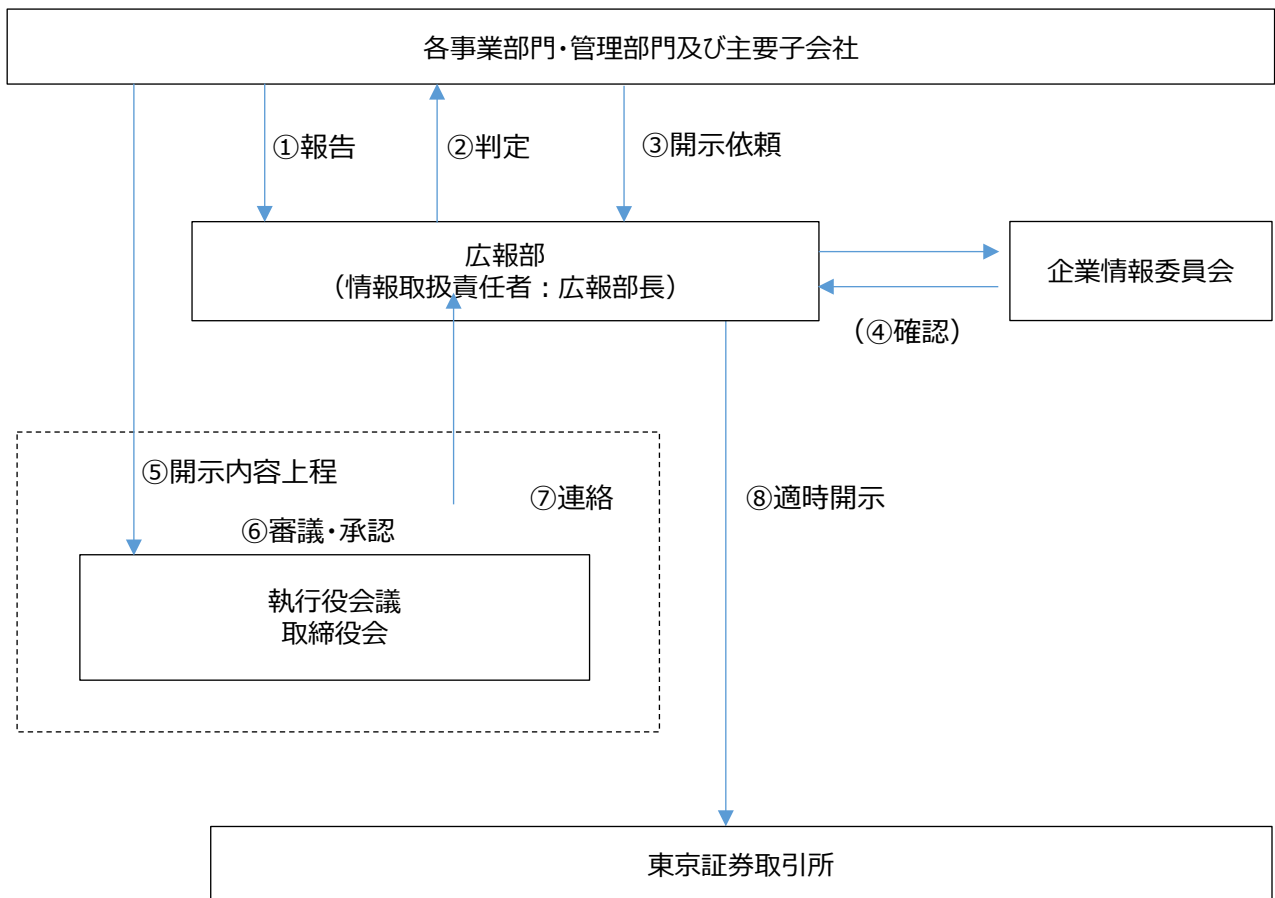 各事業部門・管理部門及び主要子会社
①報告
②判定
③開示依頼
広報部
（情報取扱責任者：広報部長）
企業情報委員会
（④確認）
⑤開示内容上程
⑦連絡
⑧適時開示
⑥審議・承認
執行役会議
取締役会
東京証券取引所